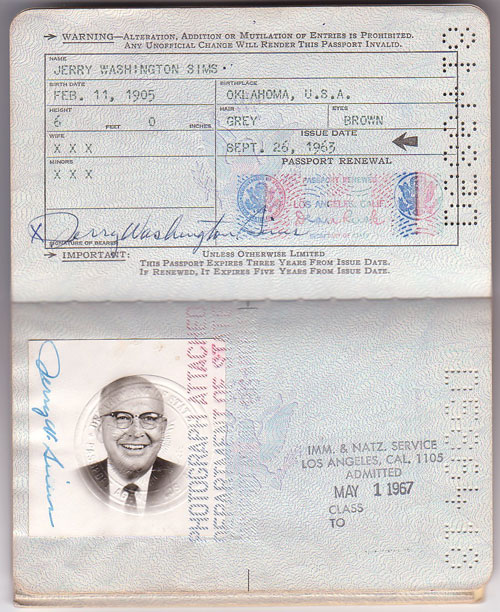 WARNING—ALTERATION, ADDITION OR MUTILATION OF ENTRIES IS PROHIBITED.
ANY UNOFFICIAL CHANGE WILL RENDER THIS PASSPORT INVALID.
NAME
JERRY WASHINGTON SIMS
BIRTH DATE BIRTHPLACE
FEB. 11, 1905 OKLAHOMA, U.S.A.
HEIGHT HAIR EYES
6 FEET 0 INCHES GREY BROWN
WIFE ISSUE DATE
X X X SEPT. 26, 1963
MINORS PASSPORT RENEWAL
X X X PASSPORT RENEWED
LOS ANGELES, CALIF.
Dean Rusk
SECRETARY OF STATE
X Jerry Washington Sims
SIGNATURE OF BEARER
IMPORTANT: UNLESS OTHERWISE LIMITED
THIS PASSPORT EXPIRES THREE YEARS FROM ISSUE DATE.
IF RENEWED, IT EXPIRES FIVE YEARS FROM ISSUE DATE.
Jerry W. Sims
PHOTOGRAPH ATTACHED
DEPARTMENT OF STATE
IMM. & NATZ. SERVICE
LOS ANGELES, CAL. 1105
ADMITTED
MAY 1 1967
CLASS
TO